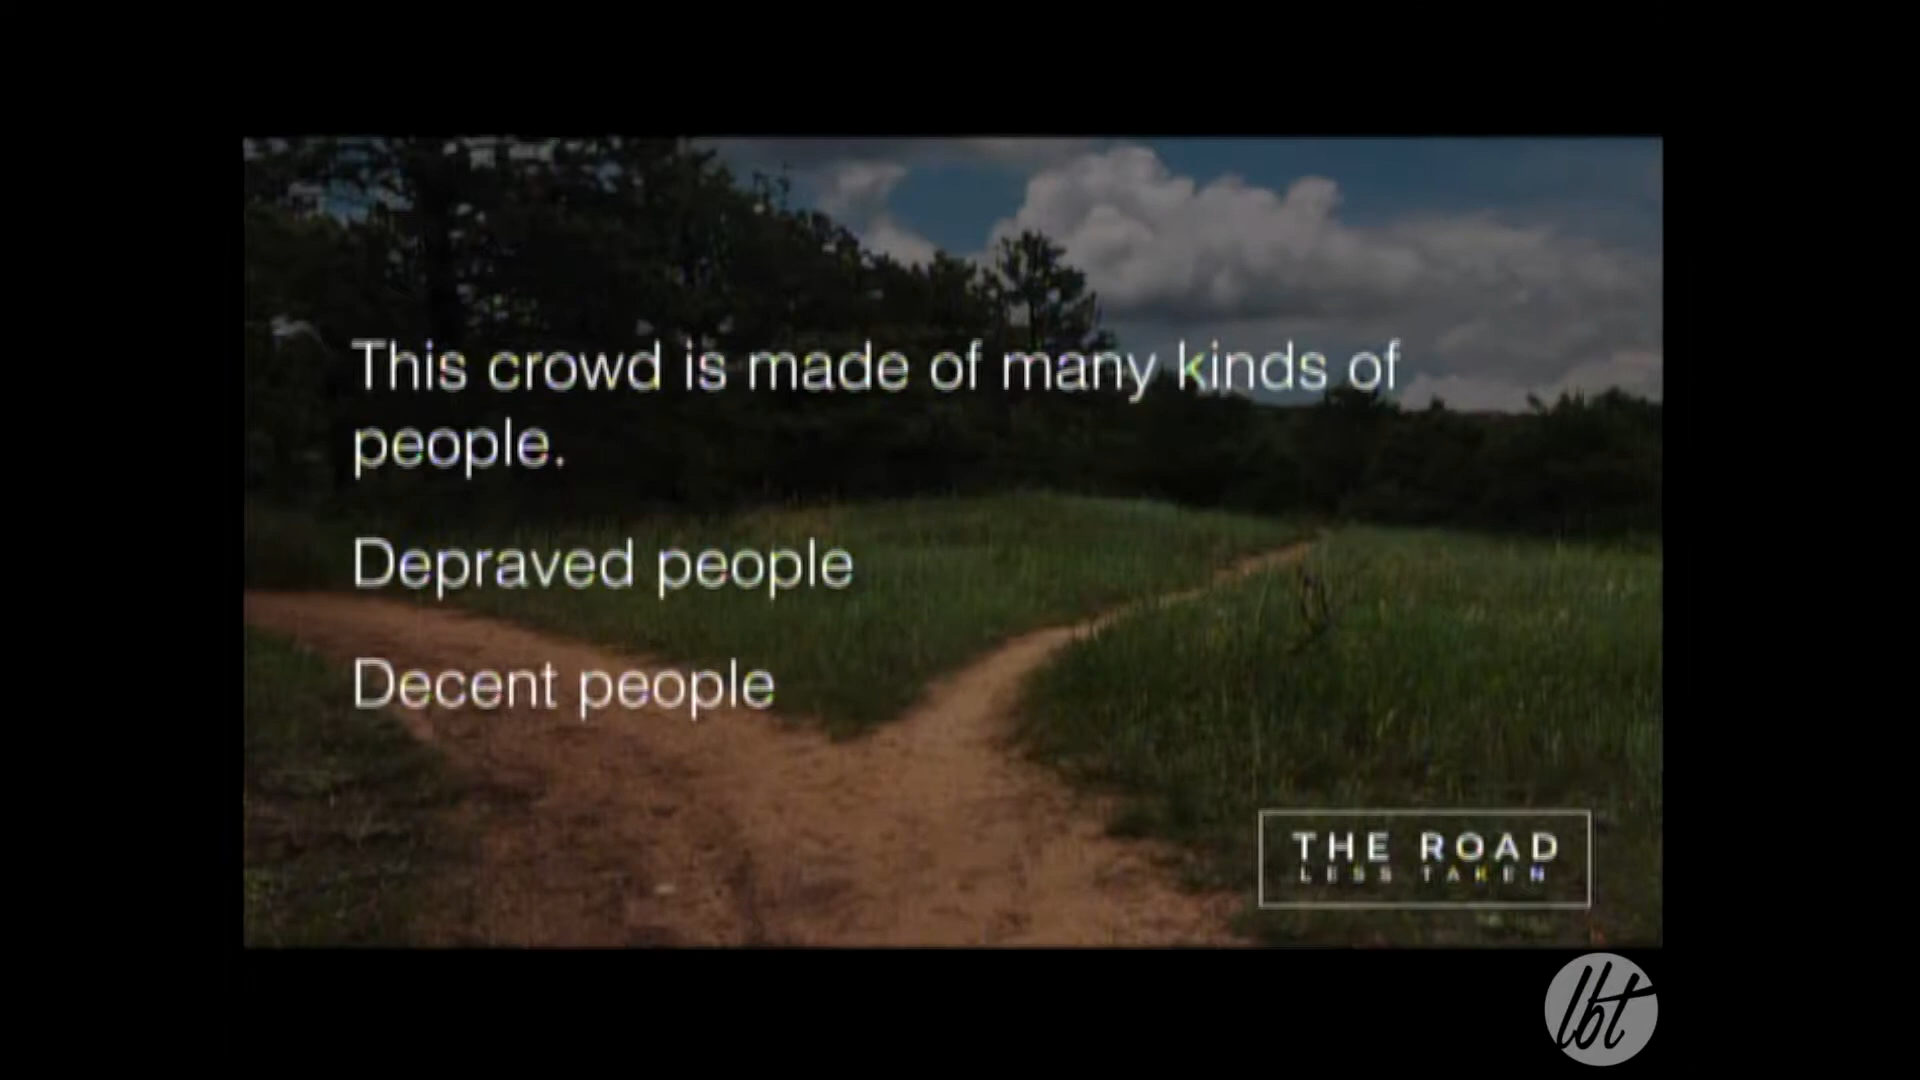 This crowd is made of many kinds of
people.
Depraved people
Decent people
THE ROAD
LESS TAKEN
lbt